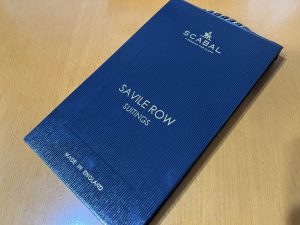 SCABAL
SAVILE ROW
SUITINGS
MADE IN ENGLAND